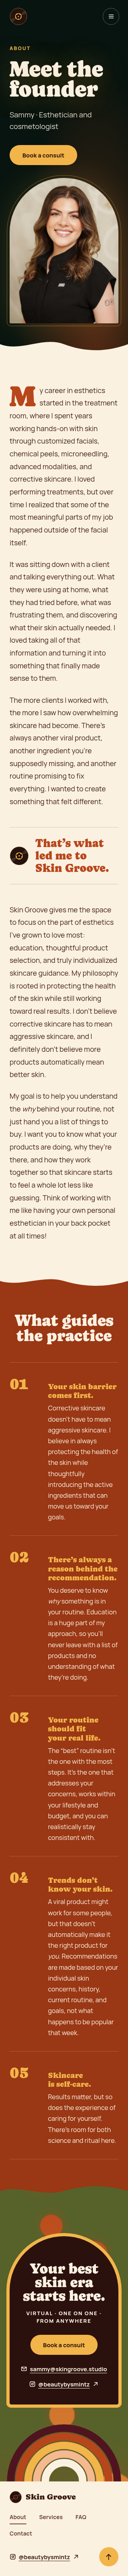 ABOUT
Meet the
founder
Sammy · Esthetician and
cosmetologist
Book a consult
My career in esthetics
started in the treatment
room, where I spent years
working hands-on with skin
through customized facials,
chemical peels, microneedling,
advanced modalities, and
corrective skincare. I loved
performing treatments, but over
time I realized that some of the
most meaningful parts of my job
happened outside of the facial
itself.
It was sitting down with a client
and talking everything out. What
they were using at home, what
they had tried before, what was
frustrating them, and discovering
what their skin actually needed. I
loved taking all of that
information and turning it into
something that finally made
sense to them.
The more clients I worked with,
the more I saw how overwhelming
skincare had become. There's
always another viral product,
another ingredient you're
supposedly missing, and another
routine promising to fix
everything. I wanted to create
something that felt different.
That's what
led me to
Skin Groove.
Skin Groove gives me the space
to focus on the part of esthetics
I've grown to love most:
education, thoughtful product
selection, and truly individualized
skincare guidance. My philosophy
is rooted in protecting the health
of the skin while still working
toward real results. I don't believe
corrective skincare has to mean
aggressive skincare, and I
definitely don't believe more
products automatically mean
better skin.
My goal is to help you understand
the why behind your routine, not
just hand you a list of things to
buy. I want you to know what your
products are doing, why they're
there, and how they work
together so that skincare starts
to feel a whole lot less like
guessing. Think of working with
me like having your own personal
esthetician in your back pocket
at all times!
What guides
the practice
01
Your skin barrier
comes first.
Corrective skincare
doesn't have to mean
aggressive skincare. I
believe in always
protecting the health of
the skin while
thoughtfully
introducing the active
ingredients that can
move us toward your
goals.
02
There's always a
reason behind the
recommendation.
You deserve to know
why something is in
your routine. Education
is a huge part of my
approach, so you'll
never leave with a list of
products and no
understanding of what
they're doing.
03
Your routine
should fit
your real life.
The "best" routine isn't
the one with the most
steps. It's the one that
addresses your
concerns, works within
your lifestyle and
budget, and you can
realistically stay
consistent with.
04
Trends don't
know your skin.
A viral product might
work for some people,
but that doesn't
automatically make it
the right product for
you. Recommendations
are made based on your
individual skin
concerns, history,
current routine, and
goals, not what
happens to be popular
that week.
05
Skincare
is self-care.
Results matter, but so
does the experience of
caring for yourself.
There's room for both
science and ritual here.
Your best
skin era
starts here.
VIRTUAL · ONE ON ONE ·
FROM ANYWHERE
Book a consult
sammy@skingroove.studio
@beautybysmintz
Skin Groove
About Services FAQ
Contact
@beautybysmintz